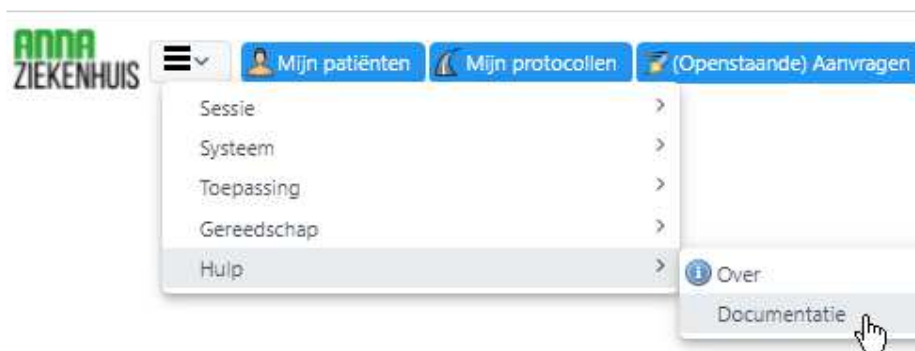 ANNA
ZIEKENHUIS
Mijn patiënten Mijn protocollen (Openstaande) Aanvragen
Sessie
Systeem
Toepassing
Gereedschap
Hulp
Over
Documentatie